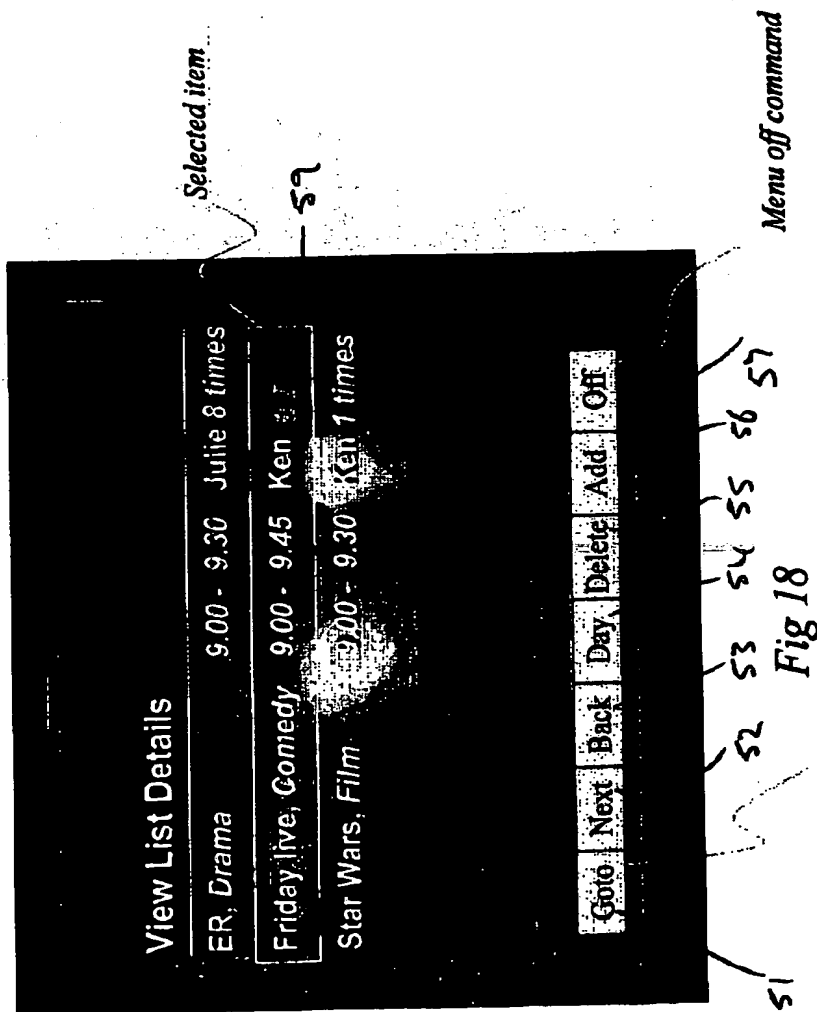 Selected item
59
View List Details
ER, Drama 9.00 - 9.30 Julie 8 times
Friday live, Comedy 9.00 - 9.45 Ken
Star Wars, Film 9.00 - 9.30 Ken 1 times
Goto Next Back Day Delete Add Off
51 52 53 54 55 56 57
Menu off command
Fig 18